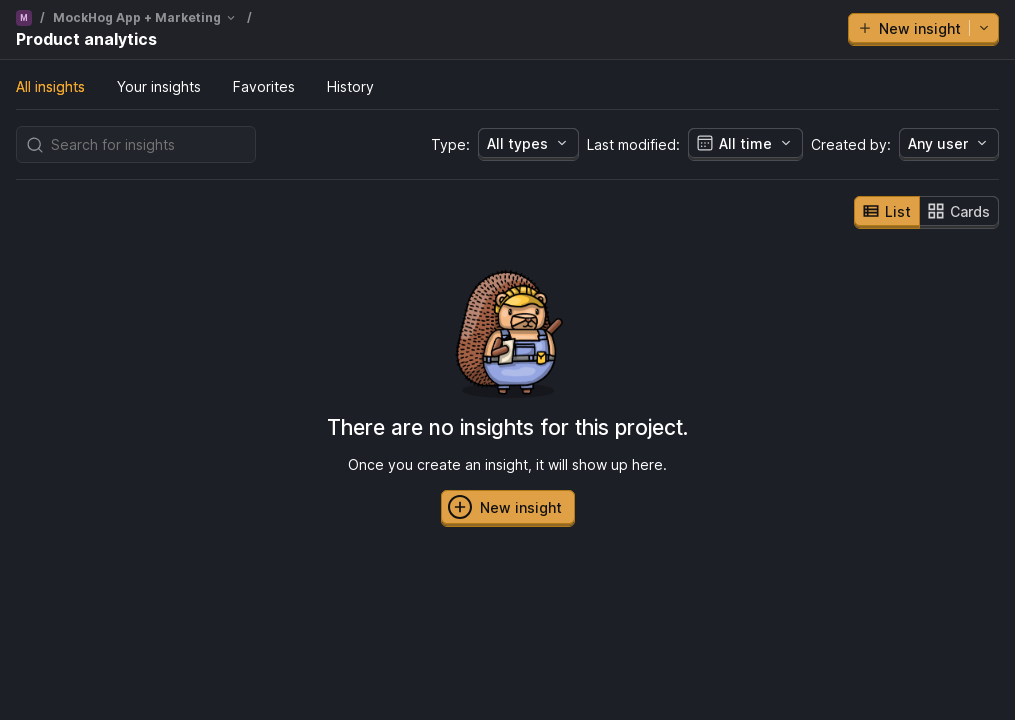 M / MockHog App + Marketing /
Product analytics
New insight
All insights Your insights Favorites History
Search for insights
Type: All types Last modified: All time Created by: Any user
List Cards
There are no insights for this project.
Once you create an insight, it will show up here.
New insight